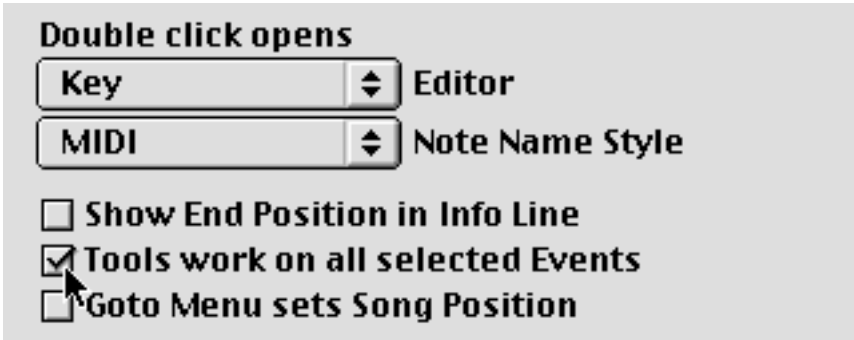 Double click opens
Key Editor
MIDI Note Name Style
Show End Position in Info Line
Tools work on all selected Events
Goto Menu sets Song Position